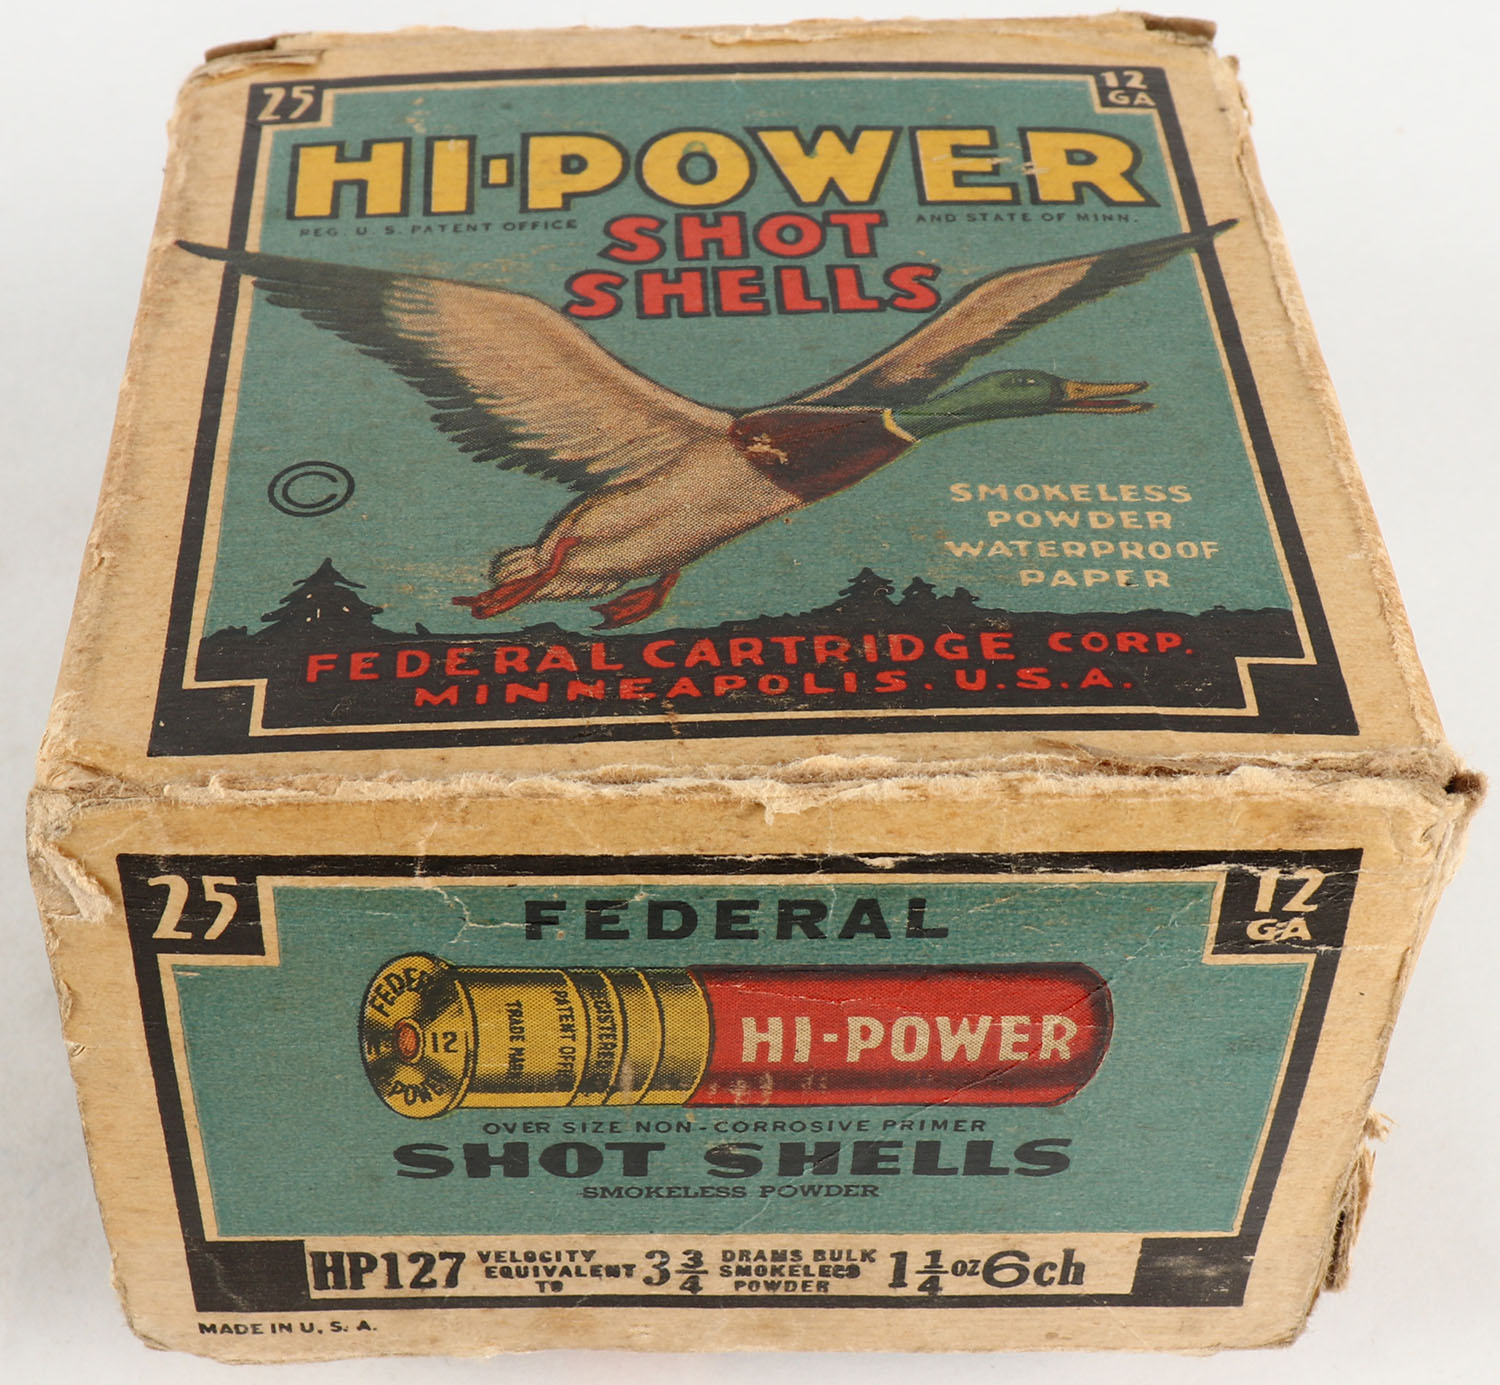 25
12
GA
HI-POWER
REG. U. S. PATENT OFFICE
AND STATE OF MINN.
SHOT
SHELLS
©
SMOKELESS
POWDER
WATERPROOF
PAPER
FEDERAL CARTRIDGE CORP.
MINNEAPOLIS. U.S.A.
25
12
GA
FEDERAL
12
TRADE MARK
PATENT OFF
HI-POWER
OVER SIZE NON-CORROSIVE PRIMER
SHOT SHELLS
SMOKELESS POWDER
HP127 VELOCITY EQUIVALENT TO 3 3/4 DRAMS BULK SMOKELESS POWDER 1 1/4 oz 6ch
MADE IN U. S. A.